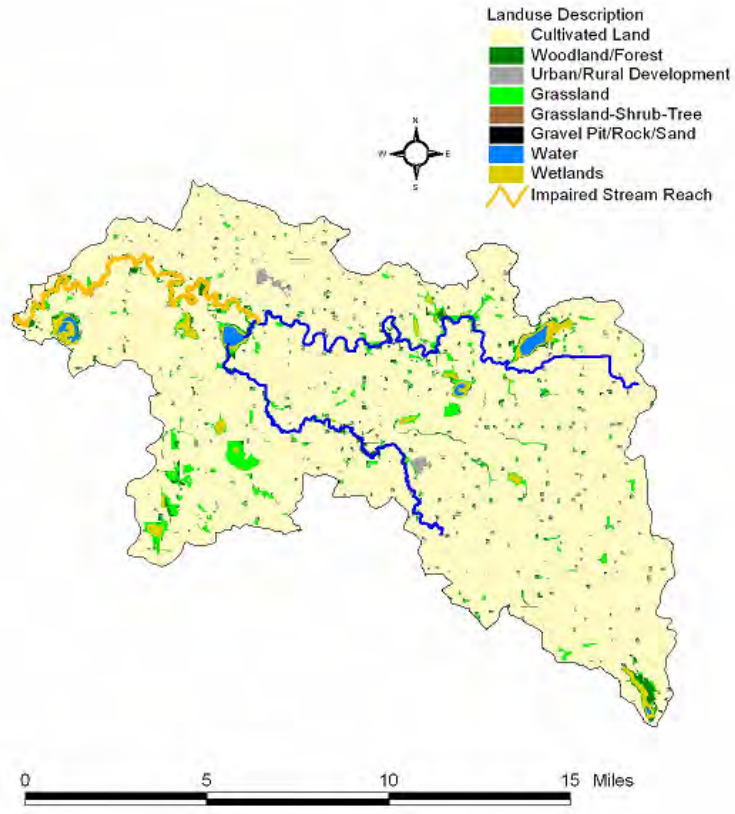 Landuse Description
Cultivated Land
Woodland/Forest
Urban/Rural Development
Grassland
Grassland-Shrub-Tree
Gravel Pit/Rock/Sand
Water
Wetlands
Impaired Stream Reach
N
W E
S
0 5 10 15 Miles